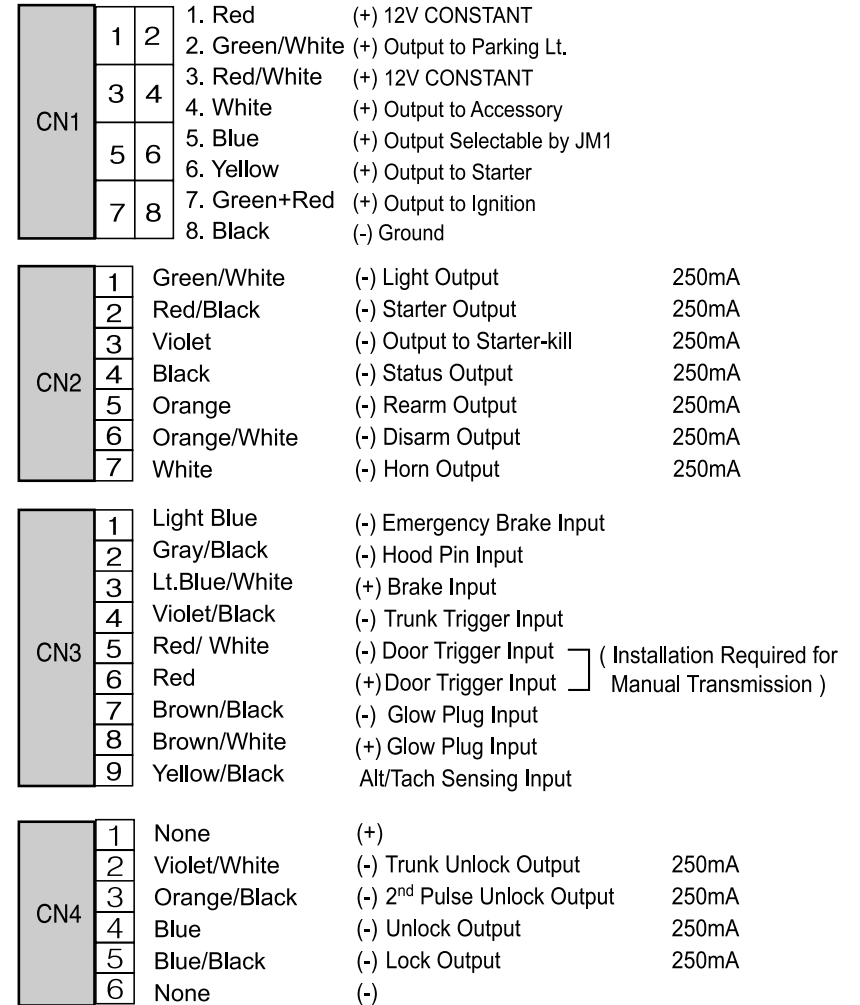 CN1
1 2
3 4
5 6
7 8
1. Red (+) 12V CONSTANT
2. Green/White (+) Output to Parking Lt.
3. Red/White (+) 12V CONSTANT
4. White (+) Output to Accessory
5. Blue (+) Output Selectable by JM1
6. Yellow (+) Output to Starter
7. Green+Red (+) Output to Ignition
8. Black (-) Ground
CN2
1 Green/White (-) Light Output 250mA
2 Red/Black (-) Starter Output 250mA
3 Violet (-) Output to Starter-kill 250mA
4 Black (-) Status Output 250mA
5 Orange (-) Rearm Output 250mA
6 Orange/White (-) Disarm Output 250mA
7 White (-) Horn Output 250mA
CN3
1 Light Blue (-) Emergency Brake Input
2 Gray/Black (-) Hood Pin Input
3 Lt.Blue/White (+) Brake Input
4 Violet/Black (-) Trunk Trigger Input
5 Red/ White (-) Door Trigger Input ( Installation Required for
6 Red (+)Door Trigger Input Manual Transmission )
7 Brown/Black (-) Glow Plug Input
8 Brown/White (+) Glow Plug Input
9 Yellow/Black Alt/Tach Sensing Input
CN4
1 None (+)
2 Violet/White (-) Trunk Unlock Output 250mA
3 Orange/Black (-) 2nd Pulse Unlock Output 250mA
4 Blue (-) Unlock Output 250mA
5 Blue/Black (-) Lock Output 250mA
6 None (-)